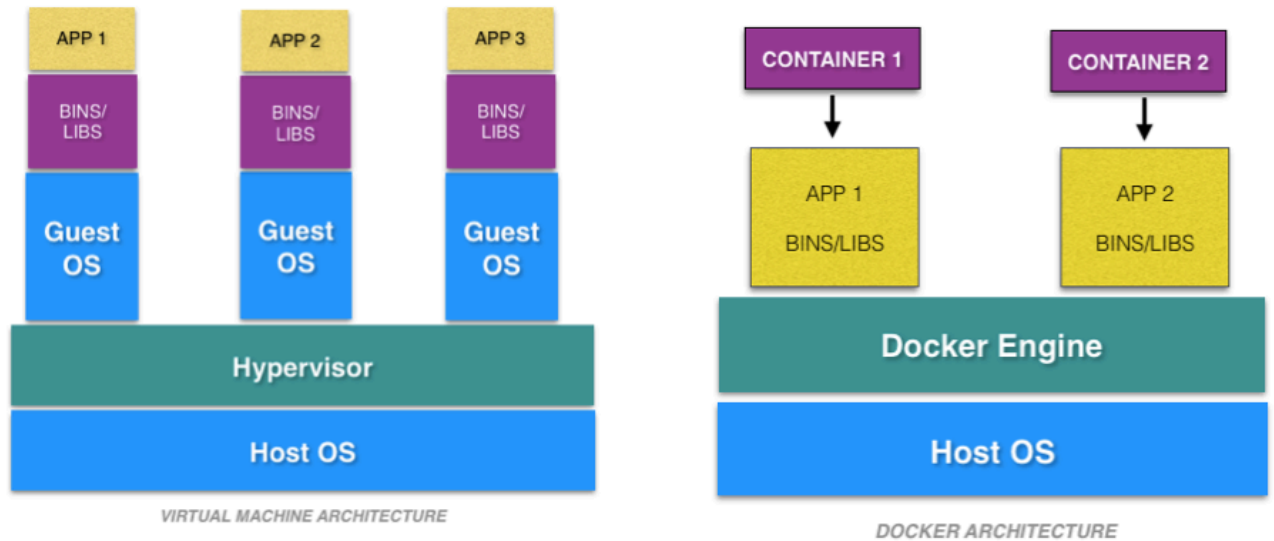 APP 1
APP 2
APP 3
BINS/
LIBS
BINS/
LIBS
BINS/
LIBS
Guest
OS
Guest
OS
Guest
OS
Hypervisor
Host OS
VIRTUAL MACHINE ARCHITECTURE
CONTAINER 1
CONTAINER 2
APP 1
BINS/LIBS
APP 2
BINS/LIBS
Docker Engine
Host OS
DOCKER ARCHITECTURE